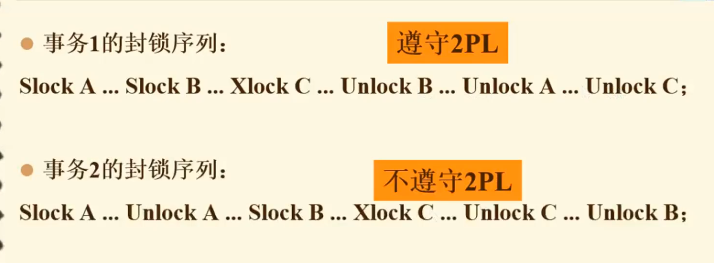 事务1的封锁序列：
遵守2PL
Slock A ... Slock B ... Xlock C ... Unlock B ... Unlock A ... Unlock C；
事务2的封锁序列：
不遵守2PL
Slock A ... Unlock A ... Slock B ... Xlock C ... Unlock C ... Unlock B；